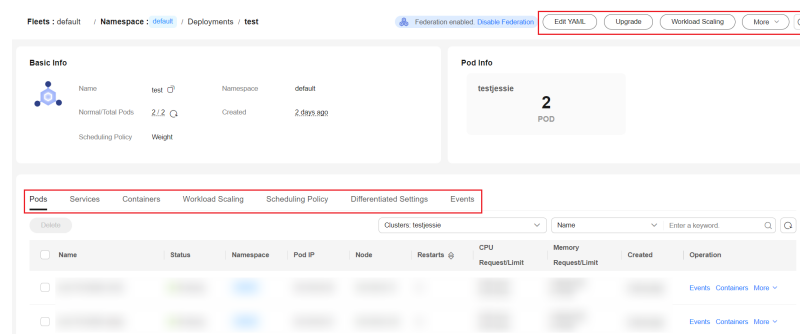 Fleets : default / Namespace : default / Deployments / test
Federation enabled. Disable Federation
Edit YAML Upgrade Workload Scaling More
Basic Info
Name test
Namespace default
Normal/Total Pods 2 / 2
Created 2 days ago
Scheduling Policy Weight
Pod Info
testjessie
2
POD
Pods Services Containers Workload Scaling Scheduling Policy Differentiated Settings Events
Delete
Clusters: testjessie
Name
Enter a keyword.
Name Status Namespace Pod IP Node Restarts CPU Request/Limit Memory Request/Limit Created Operation
Events Containers More
Events Containers More